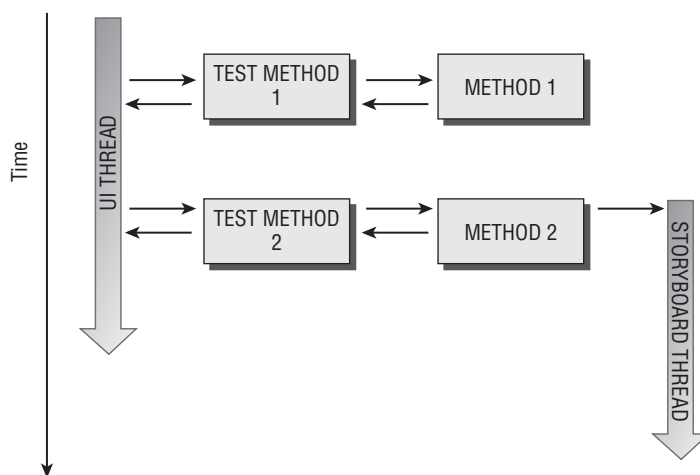 Time
UI THREAD
TEST METHOD
1
METHOD 1
TEST METHOD
2
METHOD 2
STORYBOARD THREAD